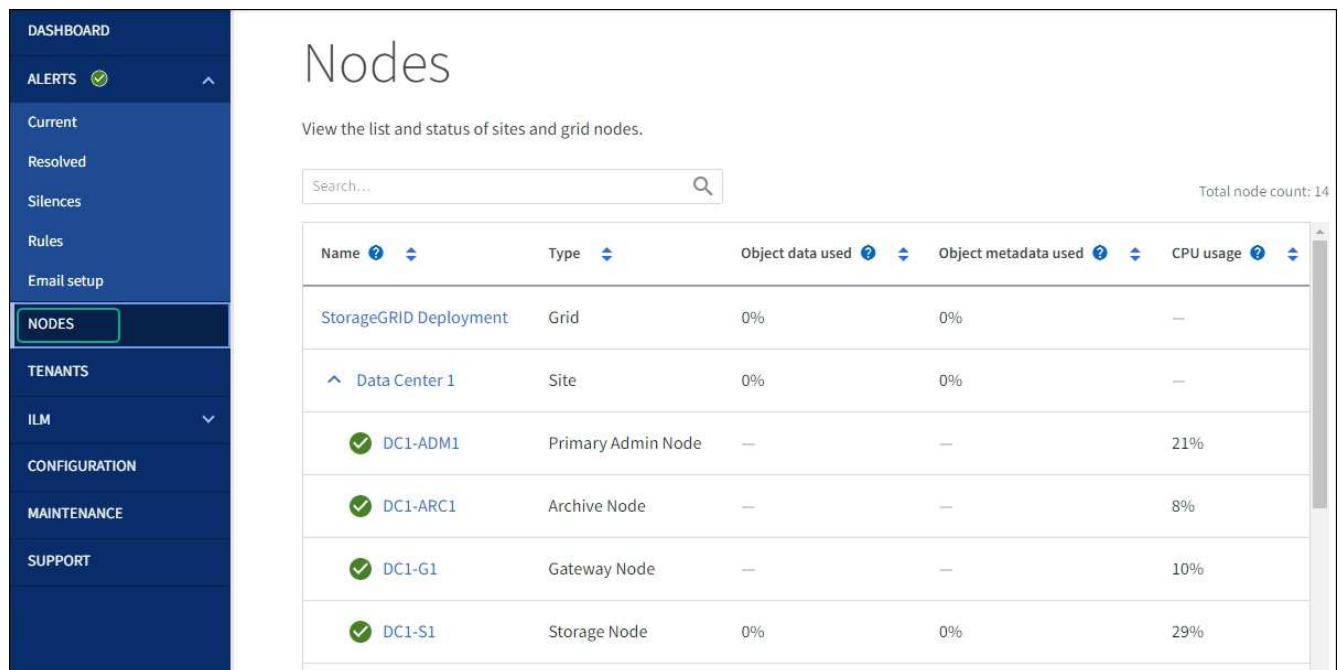 DASHBOARD
ALERTS
Current
Resolved
Silences
Rules
Email setup
NODES
TENANTS
ILM
CONFIGURATION
MAINTENANCE
SUPPORT
Nodes
View the list and status of sites and grid nodes.
Search...
Total node count: 14
Name ? Type Object data used ? Object metadata used ? CPU usage ?
StorageGRID Deployment Grid 0% 0% —
Data Center 1 Site 0% 0% —
DC1-ADM1 Primary Admin Node — — 21%
DC1-ARC1 Archive Node — — 8%
DC1-G1 Gateway Node — — 10%
DC1-S1 Storage Node 0% 0% 29%